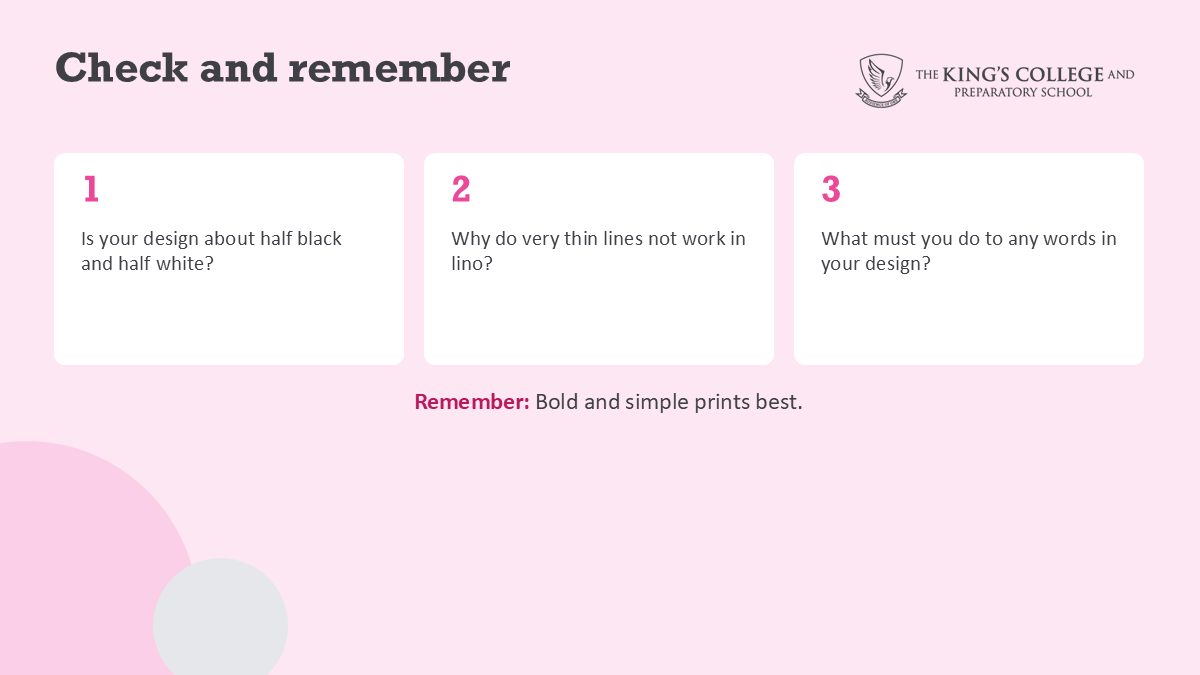 Check and remember
THE KING'S COLLEGE AND
PREPARATORY SCHOOL
1
Is your design about half black
and half white?
2
Why do very thin lines not work in
lino?
3
What must you do to any words in
your design?
Remember: Bold and simple prints best.